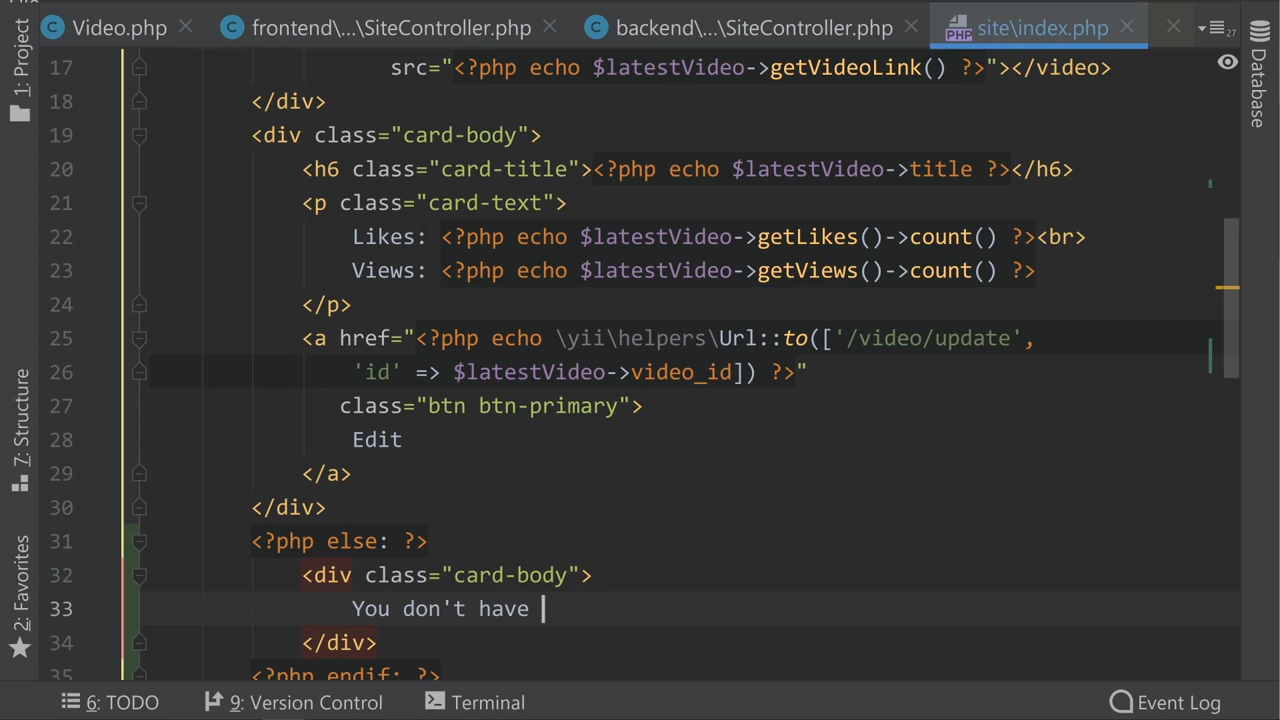 Video.php
frontend\...\SiteController.php
backend\...\SiteController.php
PHP site\index.php
27
1: Project
7: Structure
2: Favorites
Database
17 src="<?php echo $latestVideo->getVideoLink() ?>"></video>
18 </div>
19 <div class="card-body">
20 <h6 class="card-title"><?php echo $latestVideo->title ?></h6>
21 <p class="card-text">
22 Likes: <?php echo $latestVideo->getLikes()->count() ?><br>
23 Views: <?php echo $latestVideo->getViews()->count() ?>
24 </p>
25 <a href="<?php echo \yii\helpers\Url::to(['/video/update',
26 'id' => $latestVideo->video_id]) ?>"
27 class="btn btn-primary">
28 Edit
29 </a>
30 </div>
31 <?php else: ?>
32 <div class="card-body">
33 You don't have
34 </div>
35 <?php endif; ?>
6: TODO
9: Version Control
Terminal
Event Log